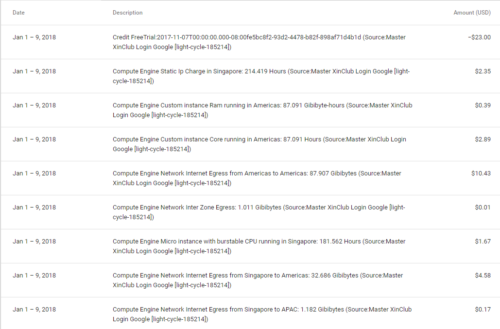 Date Description Amount (USD)
Jan 1 – 9, 2018 Credit FreeTrial:2017-11-07T00:00:00.000-08:00fe5bc8f2-93d2-4478-b82f-898af71d4b1d (Source:Master −$23.00
XinClub Login Google [light-cycle-185214])
Jan 1 – 9, 2018 Compute Engine Static Ip Charge in Singapore: 214.419 Hours (Source:Master XinClub Login Google [light- $2.35
cycle-185214])
Jan 1 – 9, 2018 Compute Engine Custom instance Ram running in Americas: 87.091 Gibibyte-hours (Source:Master XinClub $0.39
Login Google [light-cycle-185214])
Jan 1 – 9, 2018 Compute Engine Custom instance Core running in Americas: 87.091 Hours (Source:Master XinClub Login $2.89
Google [light-cycle-185214])
Jan 1 – 9, 2018 Compute Engine Network Internet Egress from Americas to Americas: 87.907 Gibibytes (Source:Master $10.43
XinClub Login Google [light-cycle-185214])
Jan 1 – 9, 2018 Compute Engine Network Inter Zone Egress: 1.011 Gibibytes (Source:Master XinClub Login Google [light- $0.01
cycle-185214])
Jan 1 – 9, 2018 Compute Engine Micro instance with burstable CPU running in Singapore: 181.562 Hours (Source:Master $1.67
XinClub Login Google [light-cycle-185214])
Jan 1 – 9, 2018 Compute Engine Network Internet Egress from Singapore to Americas: 32.686 Gibibytes (Source:Master $4.58
XinClub Login Google [light-cycle-185214])
Jan 1 – 9, 2018 Compute Engine Network Internet Egress from Singapore to APAC: 1.182 Gibibytes (Source:Master XinClub $0.17
Login Google [light-cycle-185214])